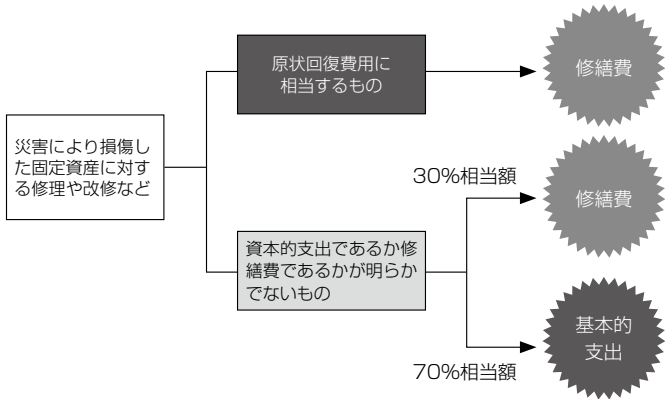 災害により損傷し
た固定資産に対す
る修理や改修など
原状回復費用に
相当するもの
修繕費
資本的支出であるか修
繕費であるかが明らか
でないもの
30%相当額
修繕費
70%相当額
基本的
支出